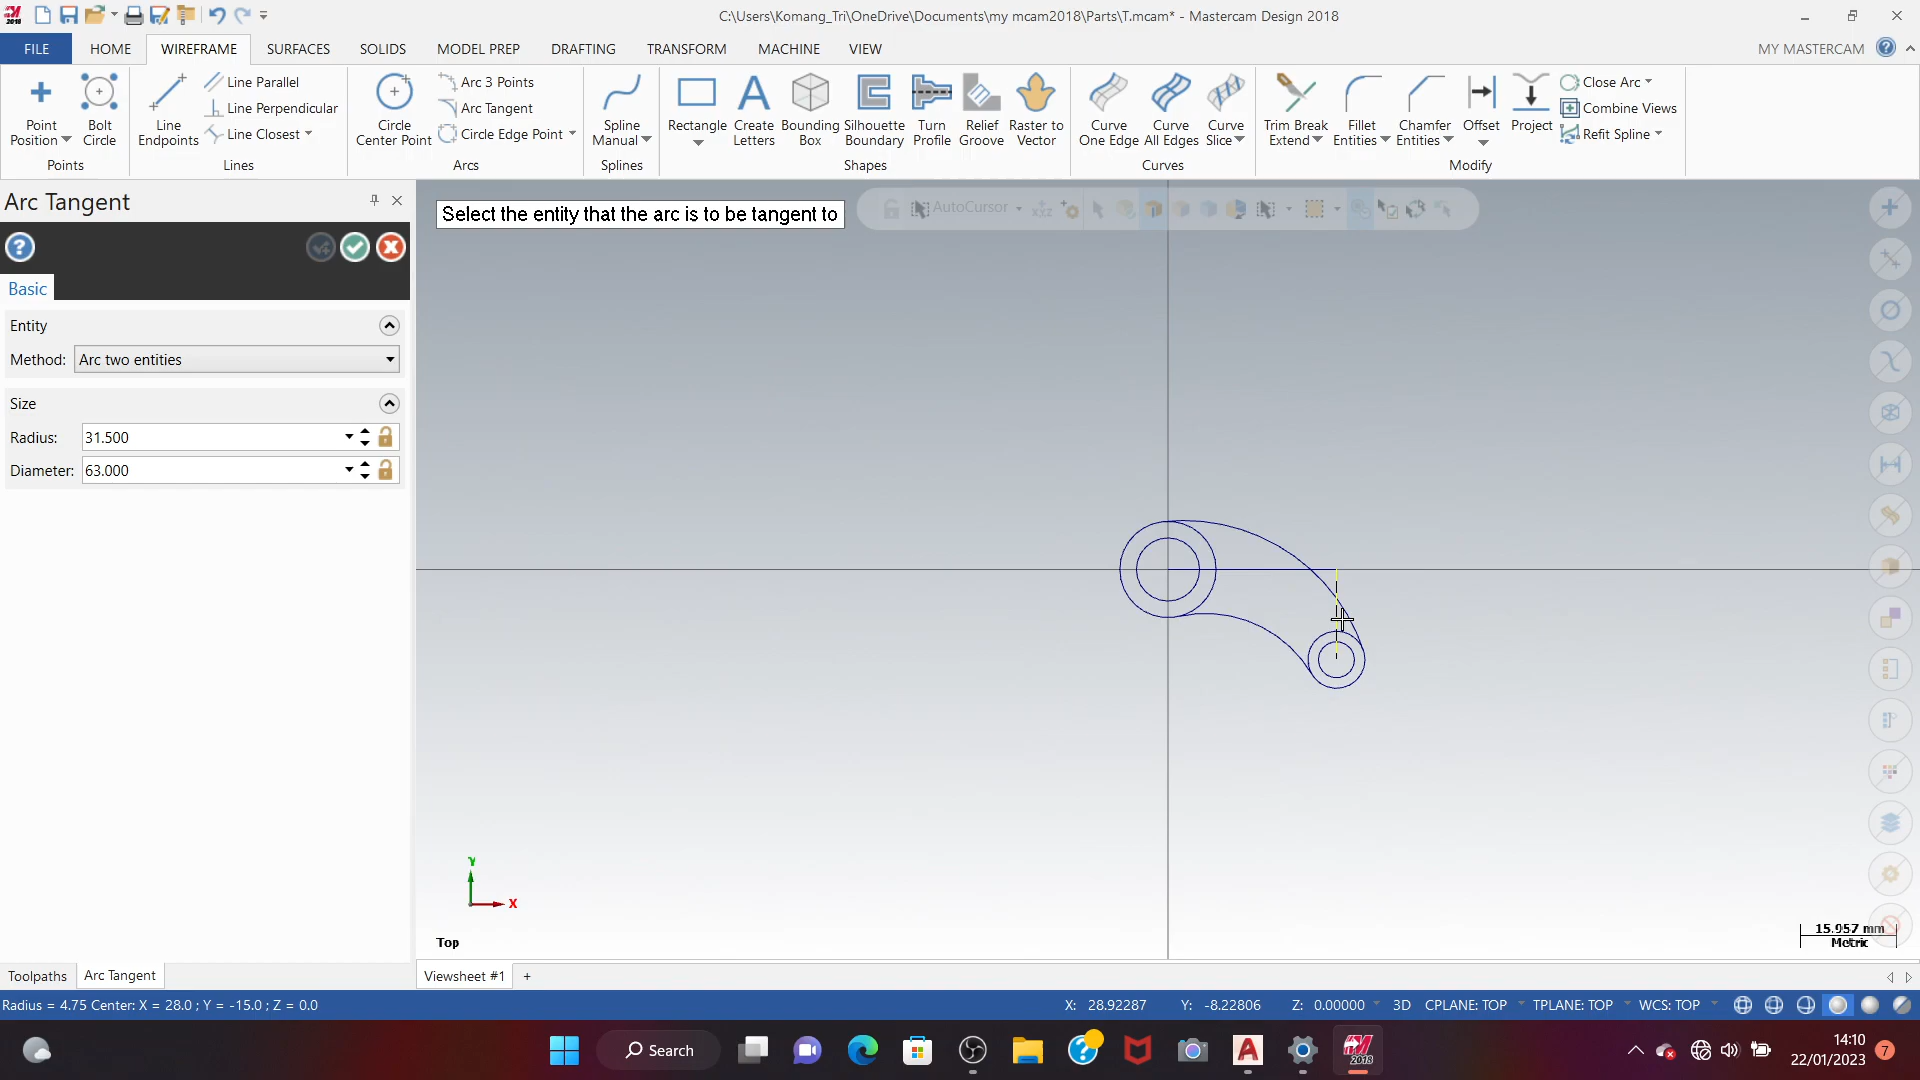 C:\Users\Komang_Tri\OneDrive\Documents\my mcam2018\Parts\T.mcam* - Mastercam Design 2018
FILE HOME WIREFRAME SURFACES SOLIDS MODEL PREP DRAFTING TRANSFORM MACHINE VIEW MY MASTERCAM
Point Position
Bolt Circle
Points
Line Endpoints
Line Parallel
Line Perpendicular
Line Closest
Lines
Circle Center Point
Arc 3 Points
Arc Tangent
Circle Edge Point
Arcs
Spline Manual
Splines
Rectangle
Create Letters
Bounding Box
Silhouette Boundary
Turn Profile
Relief Groove
Raster to Vector
Shapes
Curve One Edge
Curve All Edges
Curve Slice
Curves
Trim Break Extend
Fillet Entities
Chamfer Entities
Offset
Project
Close Arc
Combine Views
Refit Spline
Modify
Arc Tangent
Basic
Entity
Method: Arc two entities
Size
Radius: 31.500
Diameter: 63.000
Select the entity that the arc is to be tangent to
AutoCursor
Y
X
Top
15.957 mm
Metric
Toolpaths Arc Tangent
Viewsheet #1 +
Radius = 4.75 Center: X = 28.0 ; Y = -15.0 ; Z = 0.0
X: 28.92287 Y: -8.22806 Z: 0.00000 3D CPLANE: TOP TPLANE: TOP WCS: TOP
Search
14:10
22/01/2023
7